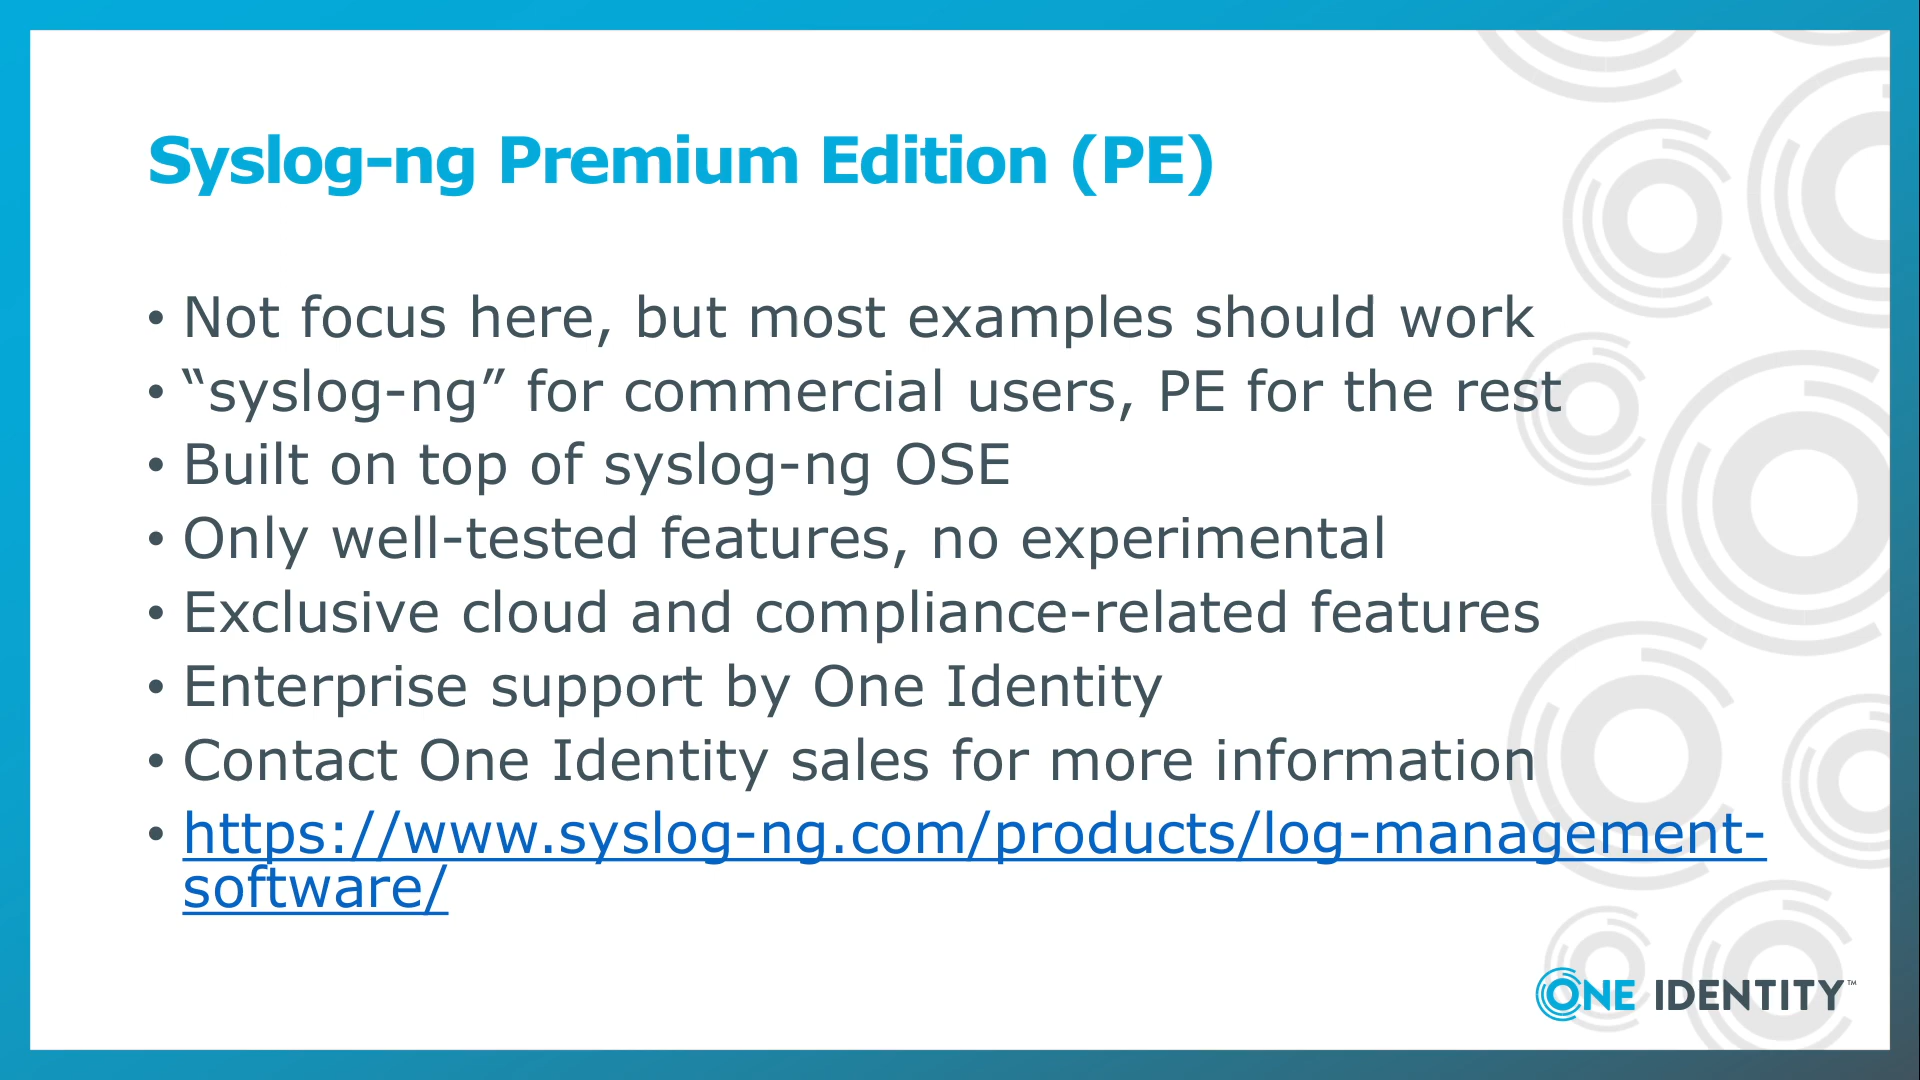 Syslog-ng Premium Edition (PE)
• Not focus here, but most examples should work
• “syslog-ng” for commercial users, PE for the rest
• Built on top of syslog-ng OSE
• Only well-tested features, no experimental
• Exclusive cloud and compliance-related features
• Enterprise support by One Identity
• Contact One Identity sales for more information
• https://www.syslog-ng.com/products/log-management-
software/
ONE IDENTITY™